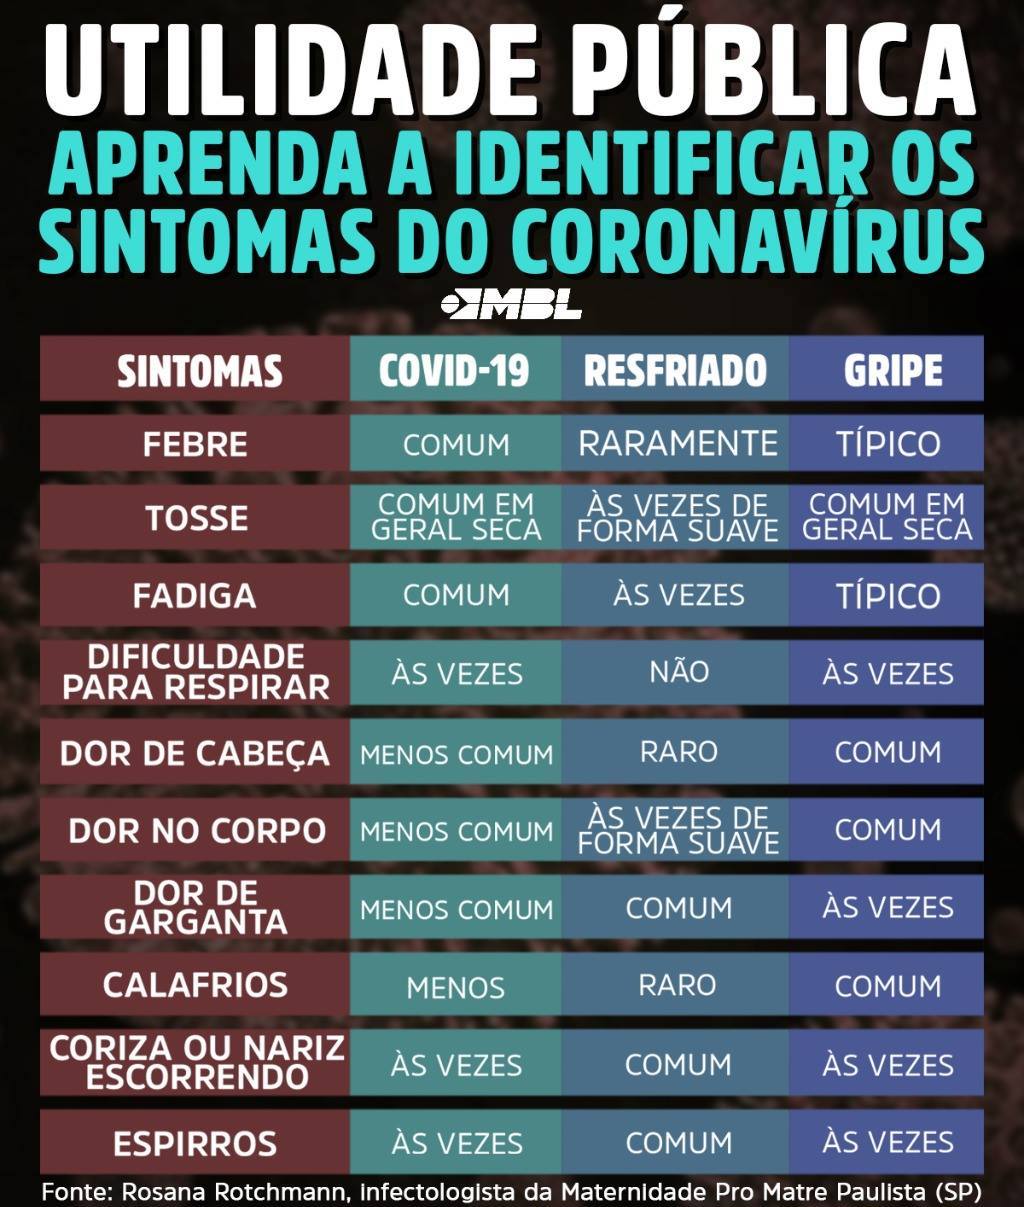 UTILIDADE PÚBLICA
APRENDA A IDENTIFICAR OS
SINTOMAS DO CORONAVÍRUS
MBL
SINTOMAS COVID-19 RESFRIADO GRIPE
FEBRE COMUM RARAMENTE TÍPICO
TOSSE COMUM EM GERAL SECA ÀS VEZES DE FORMA SUAVE COMUM EM GERAL SECA
FADIGA COMUM ÀS VEZES TÍPICO
DIFICULDADE PARA RESPIRAR ÀS VEZES NÃO ÀS VEZES
DOR DE CABEÇA MENOS COMUM RARO COMUM
DOR NO CORPO MENOS COMUM ÀS VEZES DE FORMA SUAVE COMUM
DOR DE GARGANTA MENOS COMUM COMUM ÀS VEZES
CALAFRIOS MENOS RARO COMUM
CORIZA OU NARIZ ESCORRENDO ÀS VEZES COMUM ÀS VEZES
ESPIRROS ÀS VEZES COMUM ÀS VEZES
Fonte: Rosana Rotchmann, infectologista da Maternidade Pro Matre Paulista (SP)